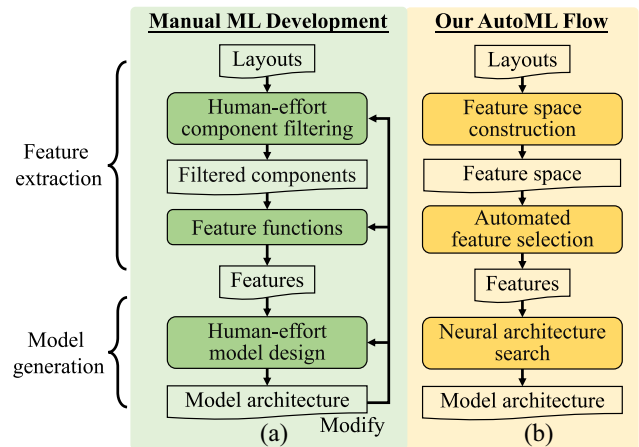 Manual ML Development
Layouts
Human-effort
component filtering
Filtered components
Feature functions
Features
Human-effort
model design
Model architecture
Modify
(a)
Our AutoML Flow
Layouts
Feature space
construction
Feature space
Automated
feature selection
Features
Neural architecture
search
Model architecture
(b)
Feature
extraction
Model
generation